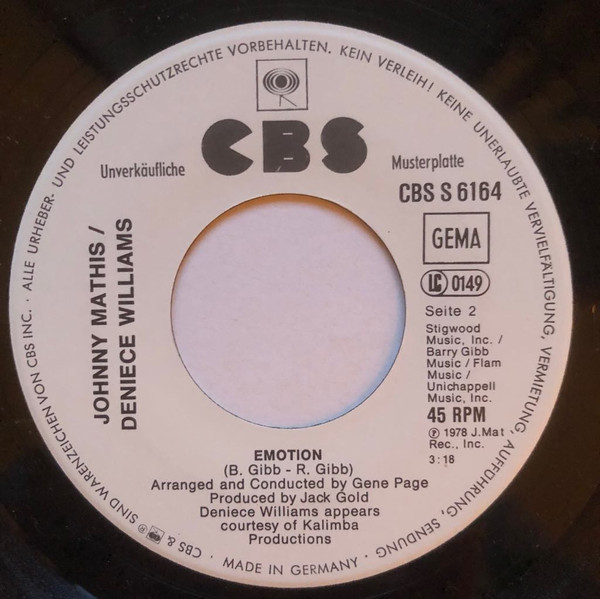 ALLE URHEBER- UND LEISTUNGSSCHUTZRECHTE VORBEHALTEN. KEIN VERLEIH! KEINE UNERLAUBTE VERVIELFÄLTIGUNG, VERMIETUNG, AUFFÜHRUNG, SENDUNG
CBS
Unverkäufliche
Musterplatte
CBS S 6164
GEMA
LC 0149
JOHNNY MATHIS /
DENIECE WILLIAMS
Seite 2
Stigwood
Music, Inc. /
Barry Gibb
Music / Flam
Music /
Unichappell
Music, Inc.
45 RPM
℗ 1978 J.Mat
Rec., Inc.
3:18
EMOTION
(B. Gibb - R. Gibb)
Arranged and Conducted by Gene Page
Produced by Jack Gold
Deniece Williams appears
courtesy of Kalimba
Productions
· MADE IN GERMANY ·
CBS & ® SIND WARENZEICHEN VON CBS INC. ·